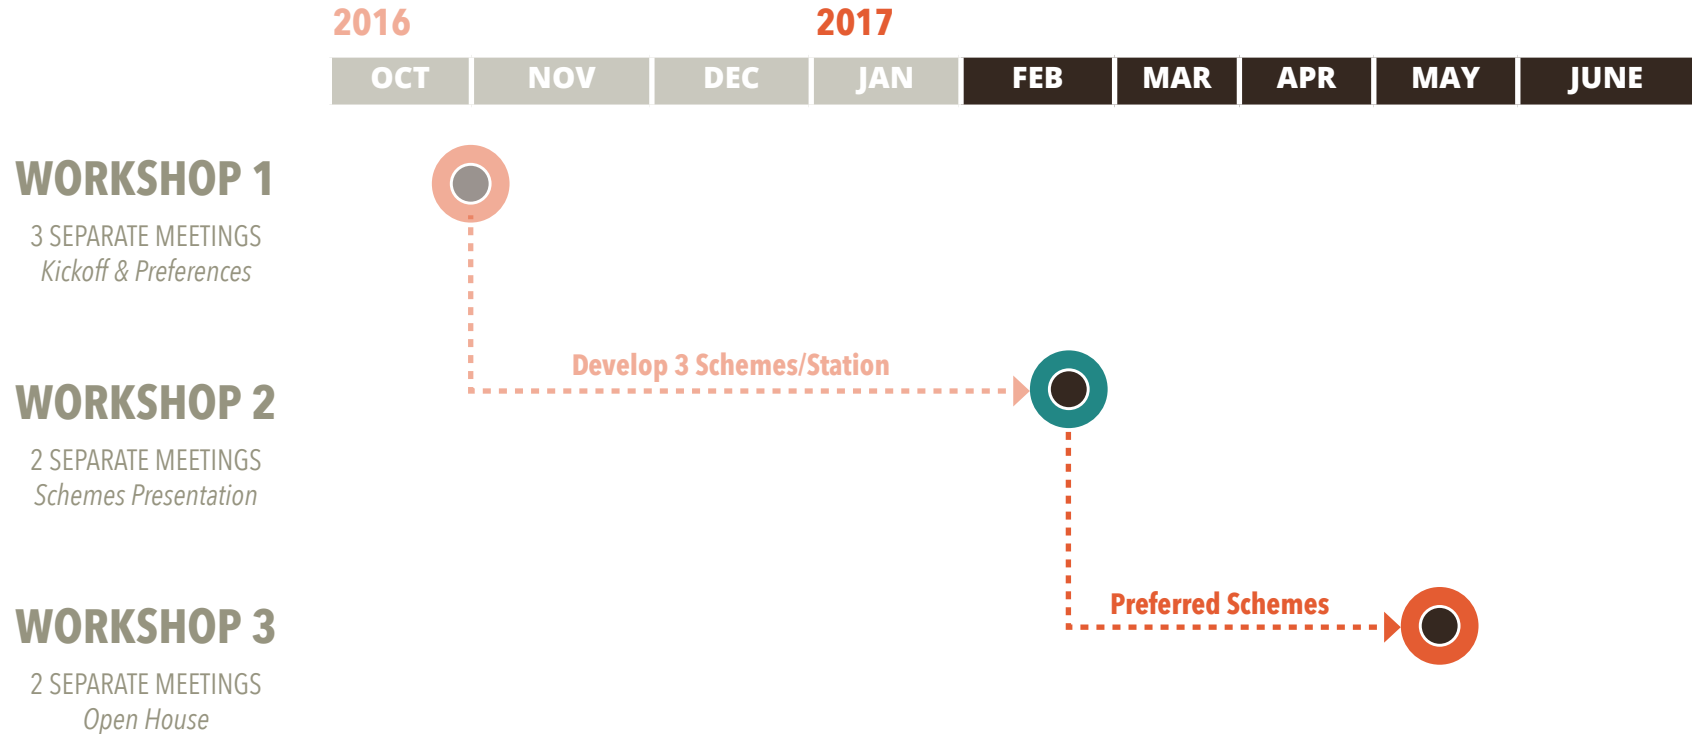 2016 2017
OCT NOV DEC JAN FEB MAR APR MAY JUNE
WORKSHOP 1
3 SEPARATE MEETINGS
Kickoff & Preferences
Develop 3 Schemes/Station
WORKSHOP 2
2 SEPARATE MEETINGS
Schemes Presentation
Preferred Schemes
WORKSHOP 3
2 SEPARATE MEETINGS
Open House